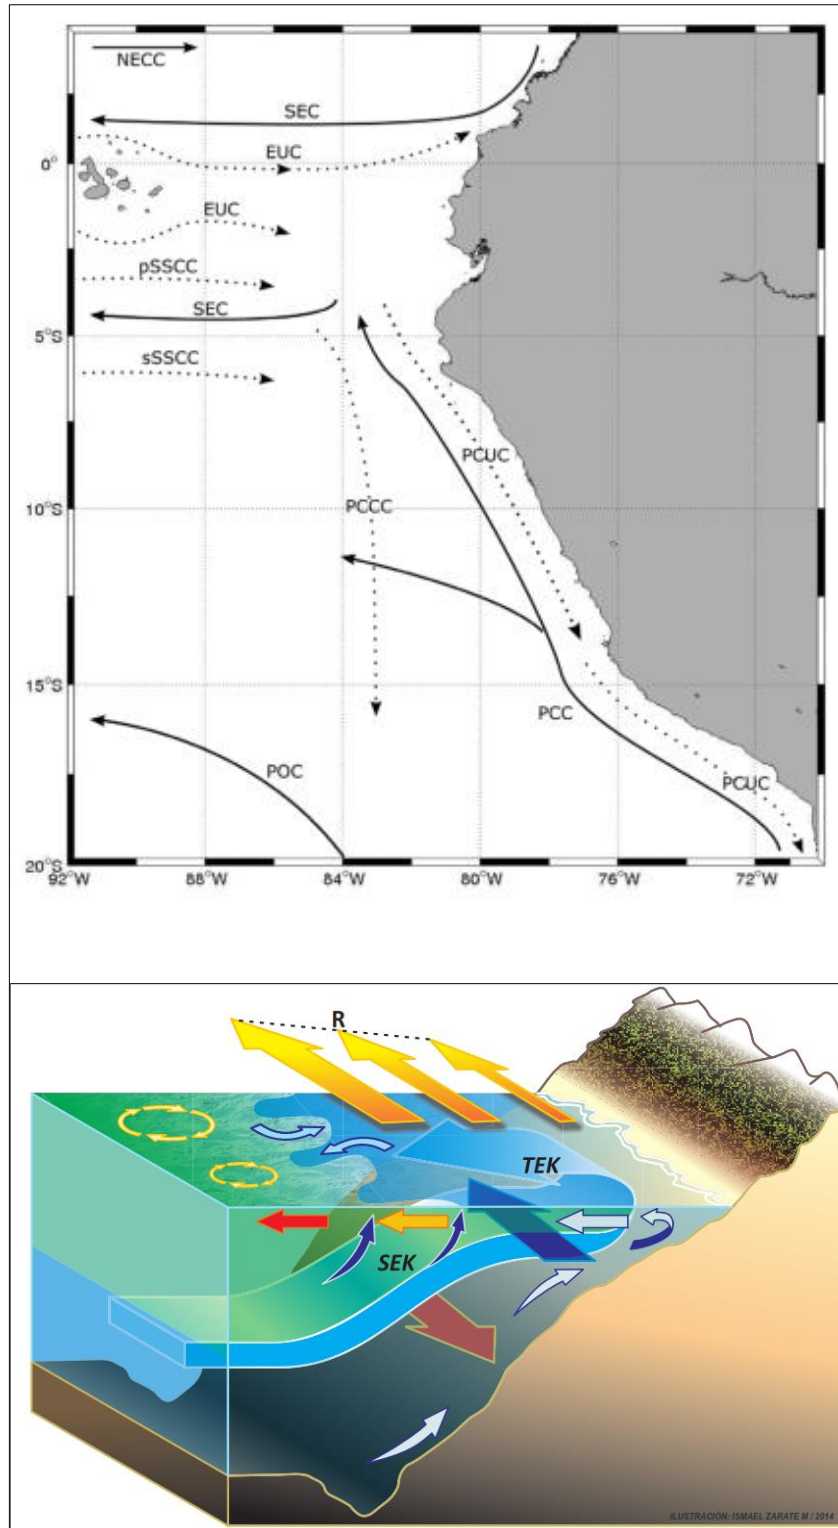 NECC
SEC
EUC
0°
EUC
pSSCC
SEC
5°S
sSSCC
PCUC
PCCC
10°S
15°S
PCC
POC
PCUC
20°S
92°W 88°W 84°W 80°W 76°W 72°W
R
TEK
SEK
ILUSTRACIÓN: ISMAEL ZARATE M / 2014